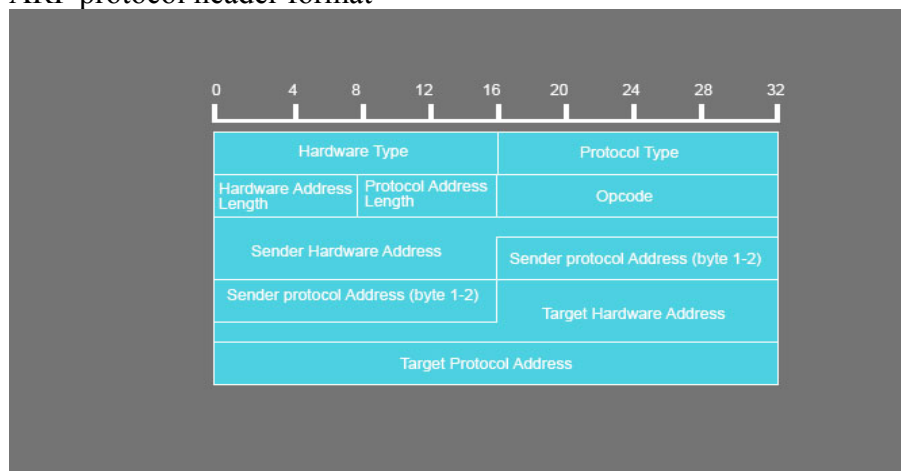 ARP protocol header format
0 4 8 12 16 20 24 28 32
Hardware Type
Protocol Type
Hardware Address
Length
Protocol Address
Length
Opcode
Sender Hardware Address
Sender protocol Address (byte 1-2)
Sender protocol Address (byte 1-2)
Target Hardware Address
Target Protocol Address